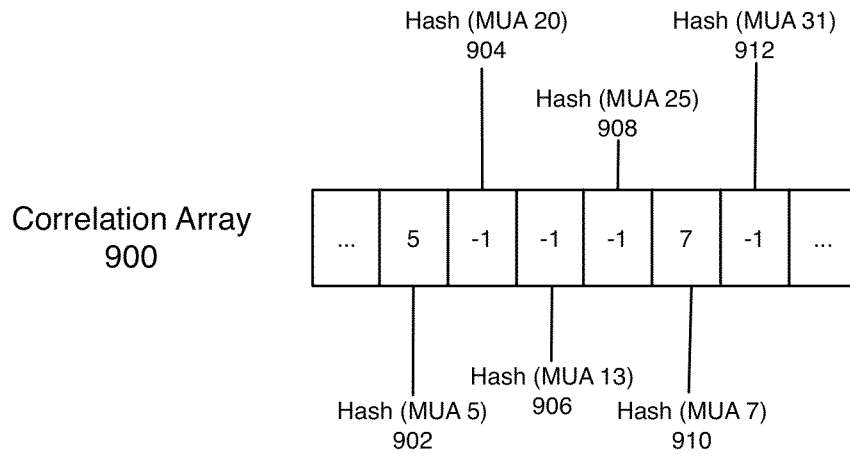 Hash (MUA 20)
904
Hash (MUA 31)
912
Hash (MUA 25)
908
Correlation Array
900
... 5 -1 -1 -1 7 -1 ...
Hash (MUA 13)
906
Hash (MUA 5)
902
Hash (MUA 7)
910